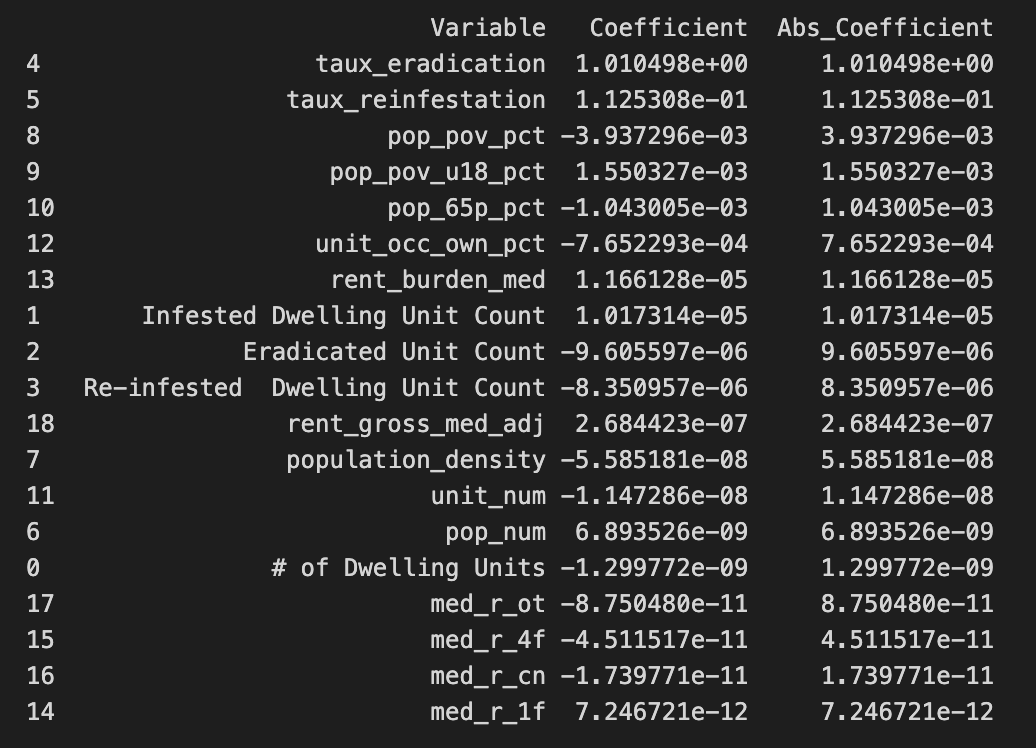 Variable Coefficient Abs_Coefficient
4 taux_eradication 1.010498e+00 1.010498e+00
5 taux_reinfestation 1.125308e-01 1.125308e-01
8 pop_pov_pct -3.937296e-03 3.937296e-03
9 pop_pov_u18_pct 1.550327e-03 1.550327e-03
10 pop_65p_pct -1.043005e-03 1.043005e-03
12 unit_occ_own_pct -7.652293e-04 7.652293e-04
13 rent_burden_med 1.166128e-05 1.166128e-05
1 Infested Dwelling Unit Count 1.017314e-05 1.017314e-05
2 Eradicated Unit Count -9.605597e-06 9.605597e-06
3 Re-infested  Dwelling Unit Count -8.350957e-06 8.350957e-06
18 rent_gross_med_adj 2.684423e-07 2.684423e-07
7 population_density -5.585181e-08 5.585181e-08
11 unit_num -1.147286e-08 1.147286e-08
6 pop_num 6.893526e-09 6.893526e-09
0 # of Dwelling Units -1.299772e-09 1.299772e-09
17 med_r_ot -8.750480e-11 8.750480e-11
15 med_r_4f -4.511517e-11 4.511517e-11
16 med_r_cn -1.739771e-11 1.739771e-11
14 med_r_1f 7.246721e-12 7.246721e-12